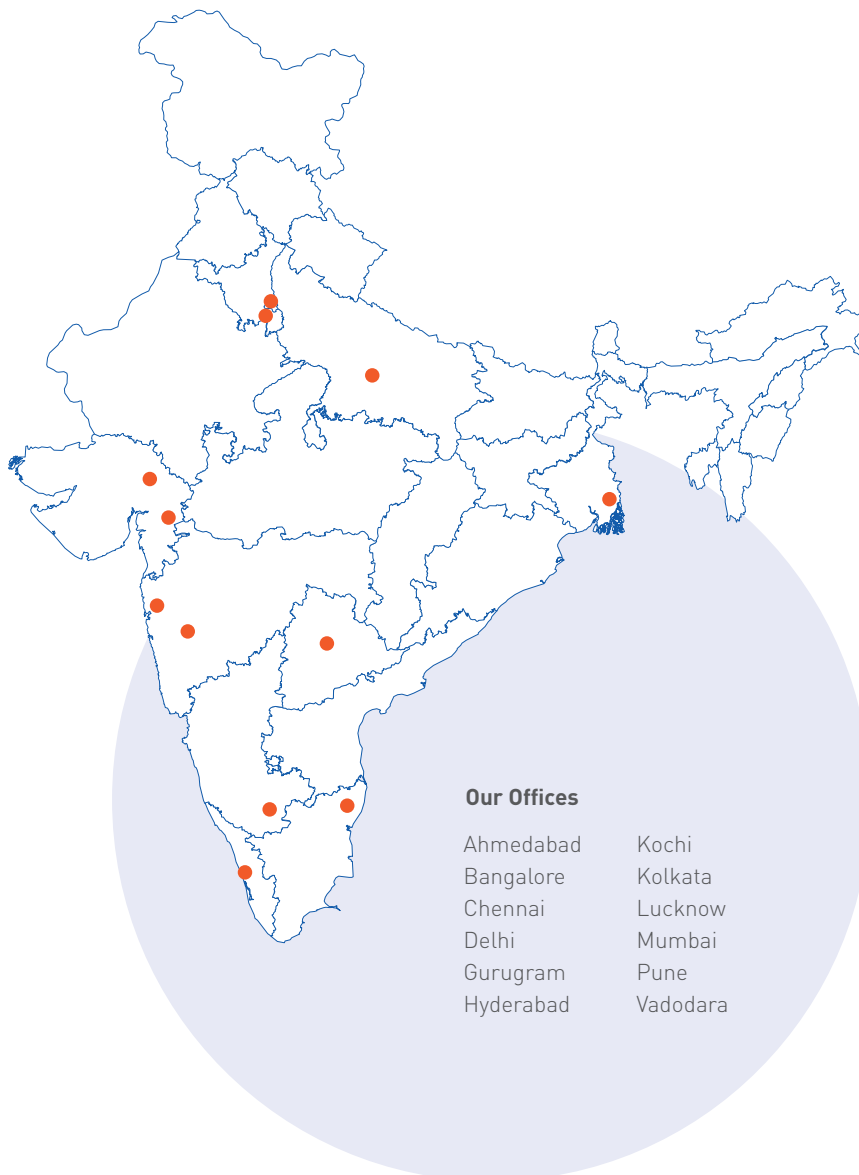 Our Offices
Ahmedabad
Bangalore
Chennai
Delhi
Gurugram
Hyderabad
Kochi
Kolkata
Lucknow
Mumbai
Pune
Vadodara